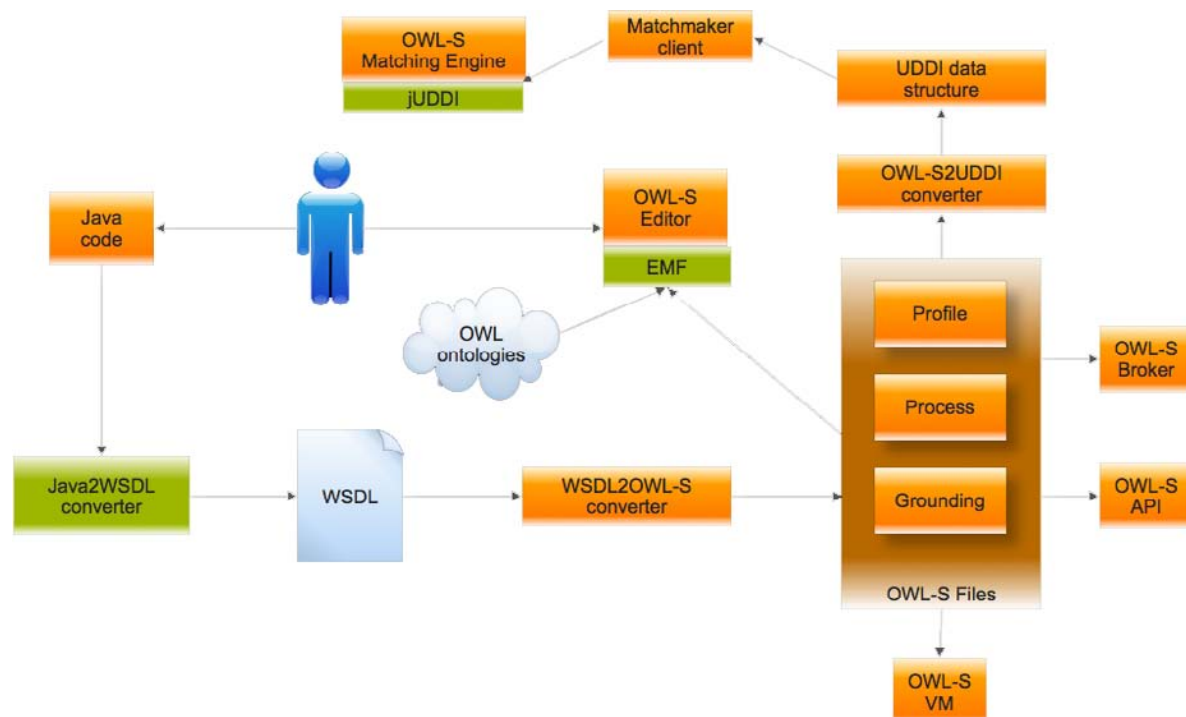 OWL-S
Matching Engine
jUDDI
Matchmaker
client
UDDI data
structure
OWL-S2UDDI
converter
Java
code
OWL-S
Editor
EMF
OWL
ontologies
Profile
Process
Grounding
OWL-S Files
OWL-S
Broker
OWL-S
API
Java2WSDL
converter
WSDL
WSDL2OWL-S
converter
OWL-S
VM